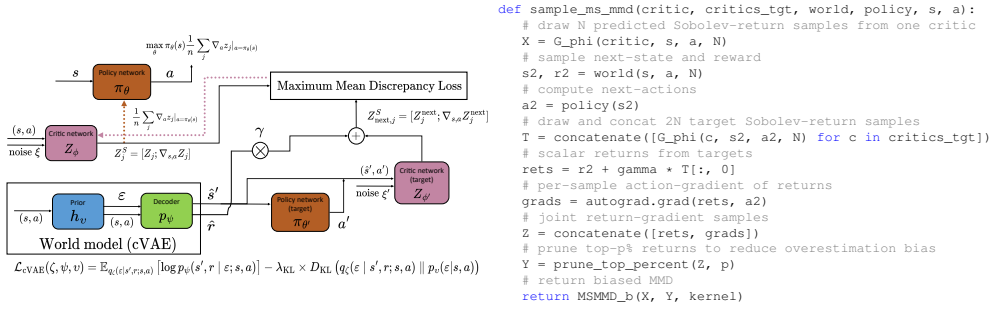 max_θ π_θ(s) 1/n ∑_j ∇_a z_j|_{a=π_θ(s)}
s
Policy network
π_θ
a
1/n ∑_j ∇_a z_j|_{a=π_θ(s)}
Maximum Mean Discrepancy Loss
(s, a)
noise ξ
Critic network
Z_ϕ
Z_j^S = [Z_j; ∇_{s,a} Z_j]
γ
Z_{next,j}^S = [Z_j^{next}; ∇_{s,a} Z_j^{next}]
(ŝ′, a′)
noise ξ′
Critic network
(target)
Z_{ϕ′}
(s, a)
Prior
h_υ
ε
(s, a)
Decoder
p_ψ
ŝ′
r̂
Policy network
(target)
π_{θ′}
a′
World model (cVAE)
ℒ_cVAE(ζ, ψ, υ) = 𝔼_{q_ζ(ε|s′,r;s,a)} [log p_ψ(s′, r | ε; s, a)] − λ_KL × D_KL (q_ζ(ε | s′, r; s, a) ∥ p_υ(ε|s, a))
def sample_ms_mmd(critic, critics_tgt, world, policy, s, a):
# draw N predicted Sobolev-return samples from one critic
X = G_phi(critic, s, a, N)
# sample next-state and reward
s2, r2 = world(s, a, N)
# compute next-actions
a2 = policy(s2)
# draw and concat 2N target Sobolev-return samples
T = concatenate([G_phi(c, s2, a2, N) for c in critics_tgt])
# scalar returns from targets
rets = r2 + gamma * T[:, 0]
# per-sample action-gradient of returns
grads = autograd.grad(rets, a2)
# joint return-gradient samples
Z = concatenate([rets, grads])
# prune top-p% returns to reduce overestimation bias
Y = prune_top_percent(Z, p)
# return biased MMD
return MSMMD_b(X, Y, kernel)